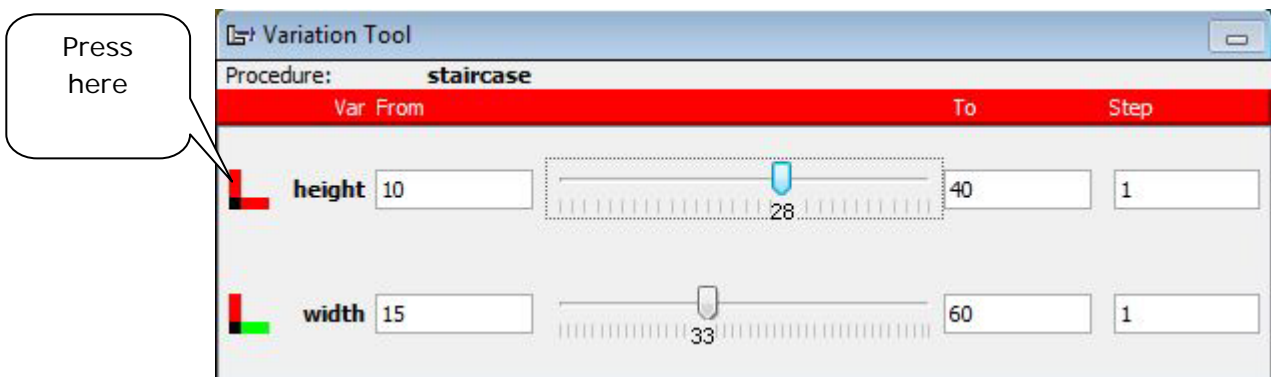 Press
here
Variation Tool
Procedure: staircase
Var From To Step
height 10 28 40 1
width 15 33 60 1